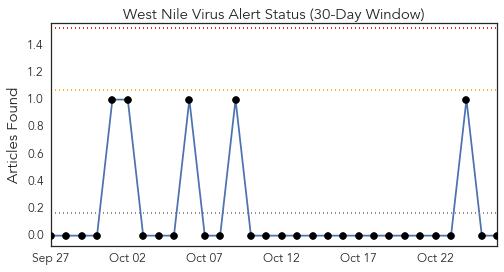 West Nile Virus Alert Status (30-Day Window)
Articles Found
1.4
1.2
1.0
0.8
0.6
0.4
0.2
0.0
Sep 27 Oct 02 Oct 07 Oct 12 Oct 17 Oct 22